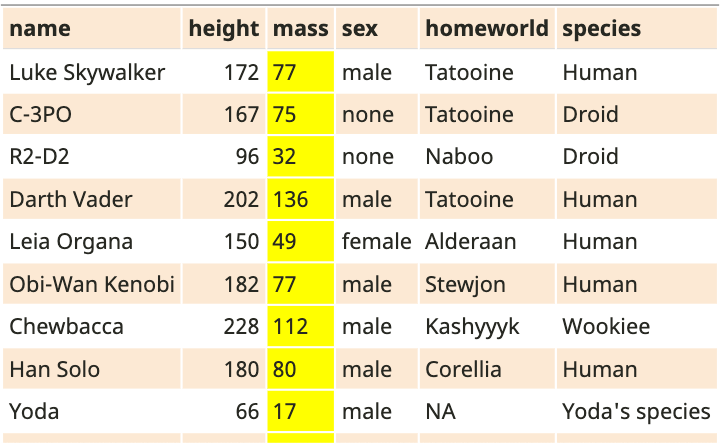 name height mass sex homeworld species
Luke Skywalker 172 77 male Tatooine Human
C-3PO 167 75 none Tatooine Droid
R2-D2 96 32 none Naboo Droid
Darth Vader 202 136 male Tatooine Human
Leia Organa 150 49 female Alderaan Human
Obi-Wan Kenobi 182 77 male Stewjon Human
Chewbacca 228 112 male Kashyyyk Wookiee
Han Solo 180 80 male Corellia Human
Yoda 66 17 male NA Yoda's species